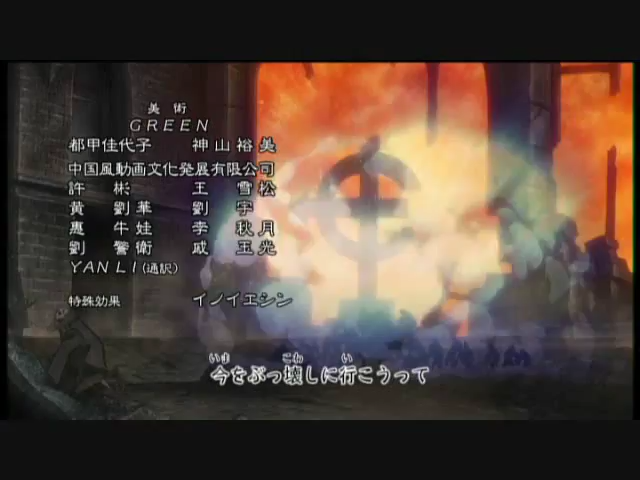 美術
GREEN
都甲佳代子 神山裕美
中国風動画文化発展有限公司
許 彬 王 雪松
黄 劉華 劉 宇
惠 牛娃 李 秋月
劉 警衛 戚 玉光
YAN LI(通訳)
特殊効果 イノイエシン
いま こわ い
今をぶっ壊しに行こうって